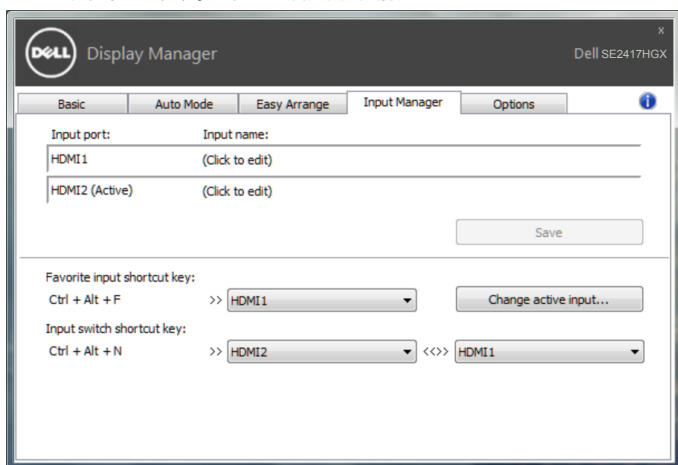 x
DELL Display Manager Dell SE2417HGX
Basic Auto Mode Easy Arrange Input Manager Options i
Input port: Input name:
HDMI1 (Click to edit)
HDMI2 (Active) (Click to edit)
Save
Favorite input shortcut key:
Ctrl + Alt + F >> HDMI1 Change active input...
Input switch shortcut key:
Ctrl + Alt + N >> HDMI2 <<>> HDMI1